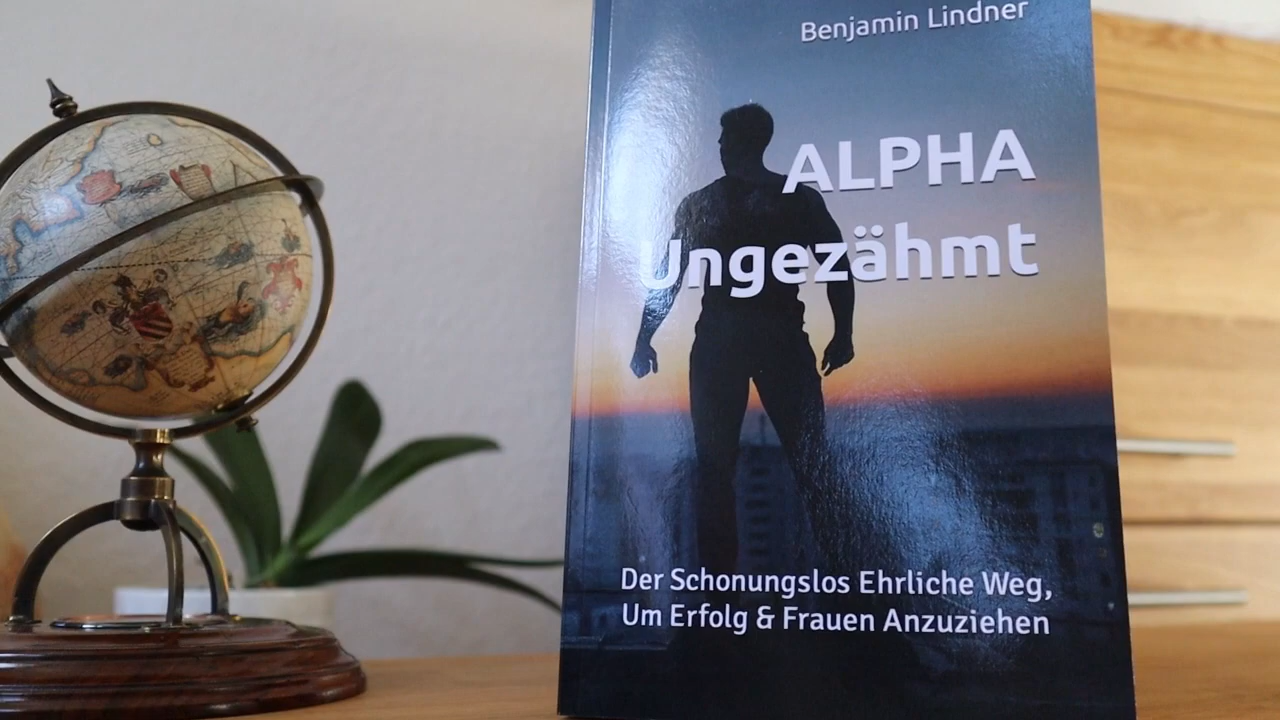 Benjamin Lindner
ALPHA
Ungezähmt
Der Schonungslos Ehrliche Weg,
Um Erfolg & Frauen Anzuziehen